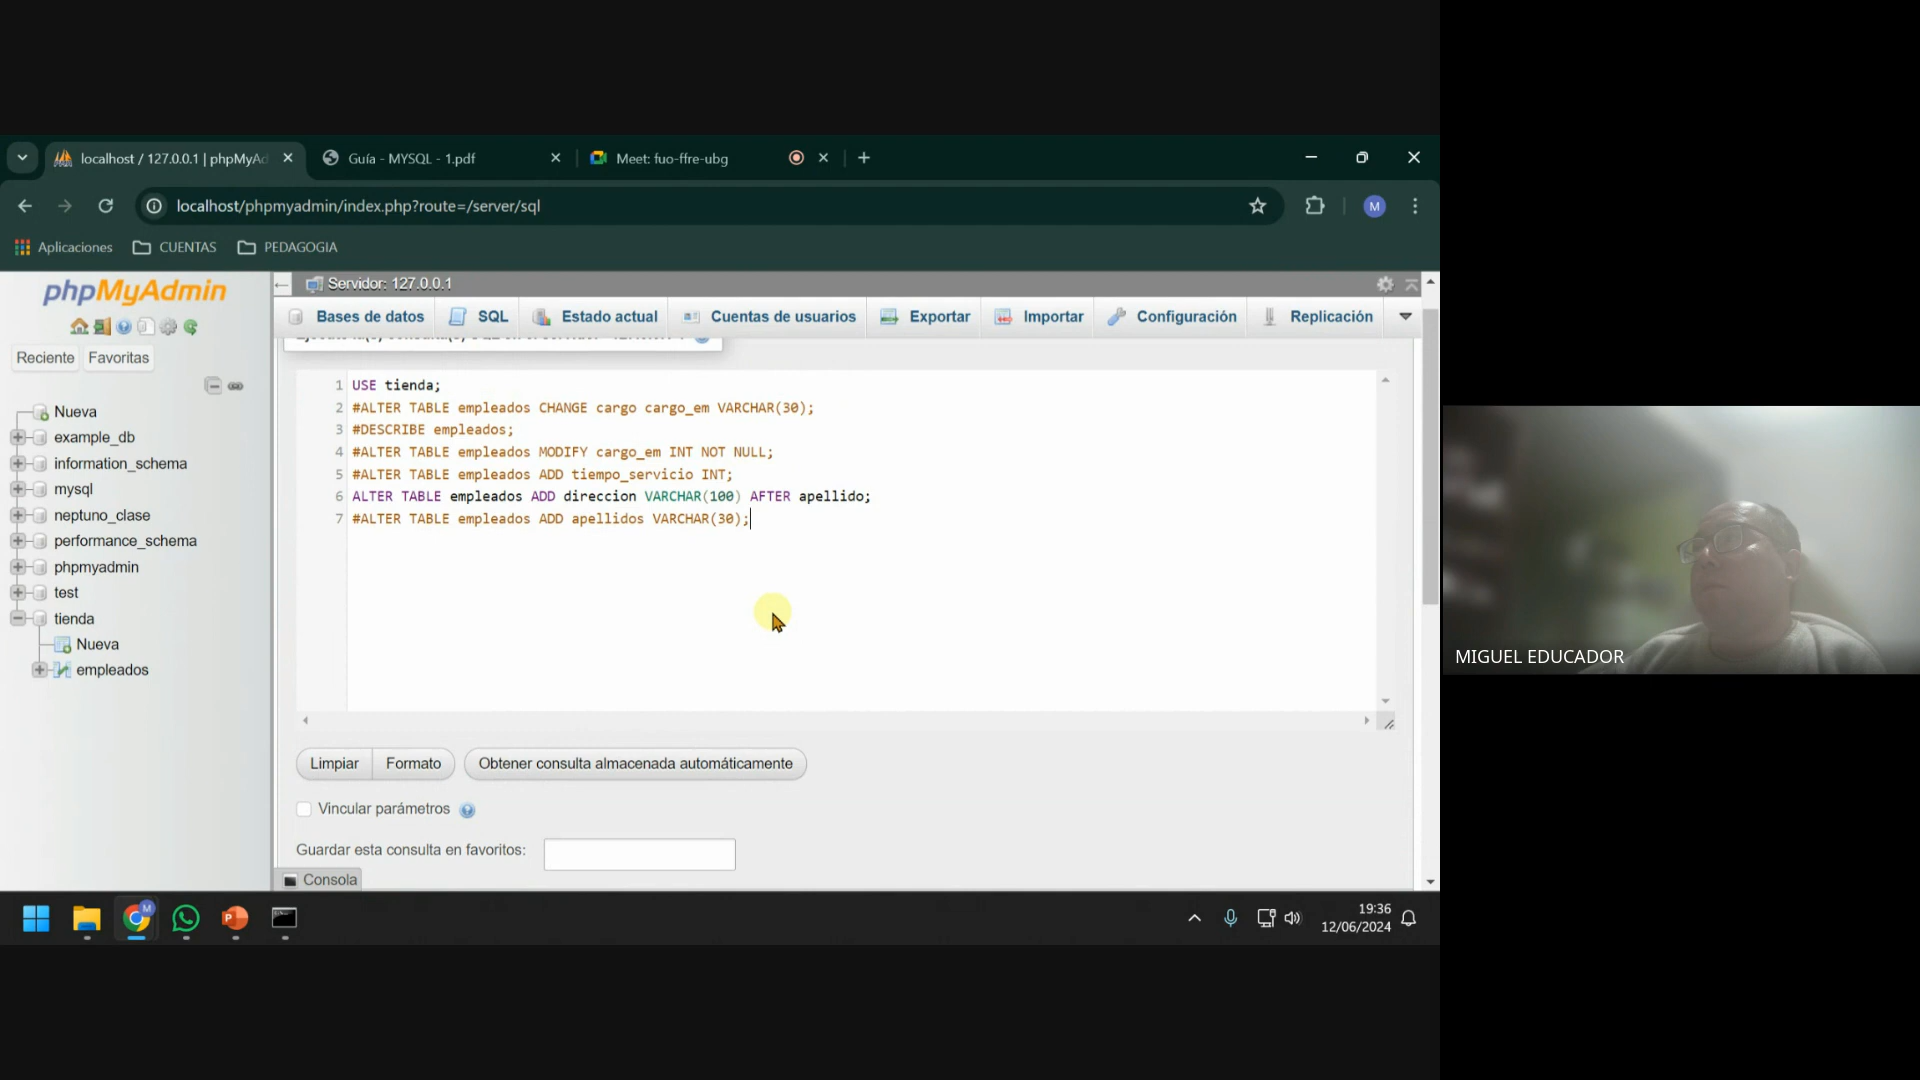 localhost / 127.0.0.1 | phpMyAd
Guía - MYSQL - 1.pdf
Meet: fuo-ffre-ubg
localhost/phpmyadmin/index.php?route=/server/sql
M
Aplicaciones
CUENTAS
PEDAGOGIA
phpMyAdmin
Reciente
Favoritas
Nueva
example_db
information_schema
mysql
neptuno_clase
performance_schema
phpmyadmin
test
tienda
Nueva
empleados
Servidor: 127.0.0.1
Bases de datos
SQL
Estado actual
Cuentas de usuarios
Exportar
Importar
Configuración
Replicación
1 USE tienda;
2 #ALTER TABLE empleados CHANGE cargo cargo_em VARCHAR(30);
3 #DESCRIBE empleados;
4 #ALTER TABLE empleados MODIFY cargo_em INT NOT NULL;
5 #ALTER TABLE empleados ADD tiempo_servicio INT;
6 ALTER TABLE empleados ADD direccion VARCHAR(100) AFTER apellido;
7 #ALTER TABLE empleados ADD apellidos VARCHAR(30);
Limpiar
Formato
Obtener consulta almacenada automáticamente
Vincular parámetros
Guardar esta consulta en favoritos:
Consola
19:36
12/06/2024
MIGUEL EDUCADOR